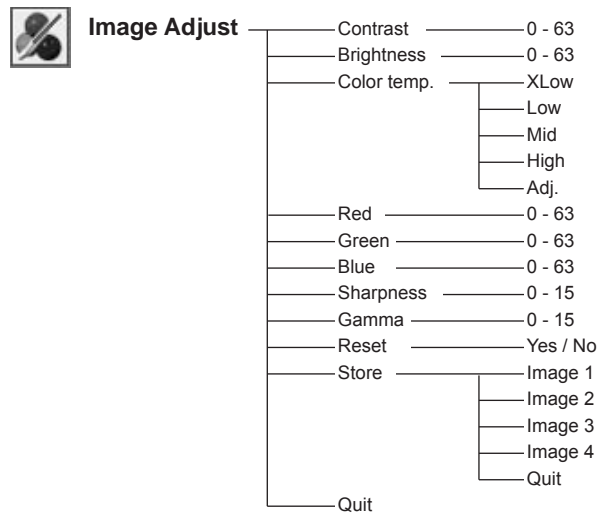 Image Adjust Contrast 0 - 63
Brightness 0 - 63
Color temp. XLow
Low
Mid
High
Adj.
Red 0 - 63
Green 0 - 63
Blue 0 - 63
Sharpness 0 - 15
Gamma 0 - 15
Reset Yes / No
Store Image 1
Image 2
Image 3
Image 4
Quit
Quit